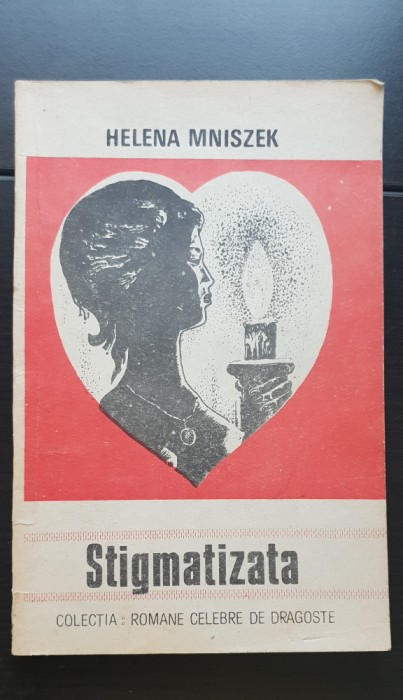 HELENA MNISZEK
Stigmatizata
COLECTIA: ROMANE CELEBRE DE DRAGOSTE